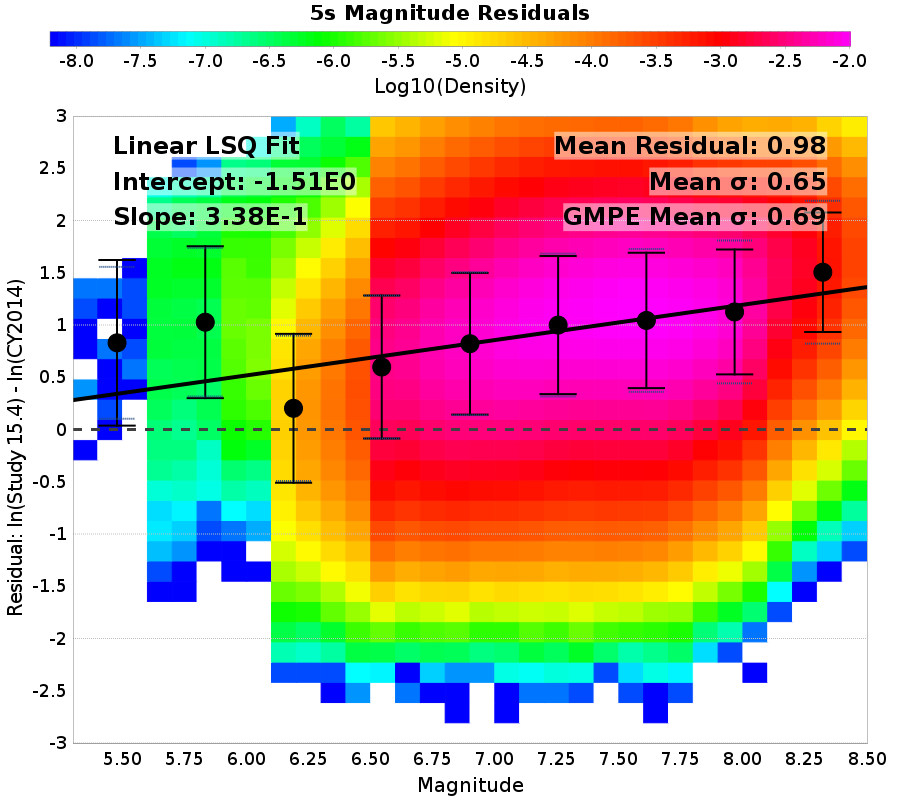 5s Magnitude Residuals
-8.0 -7.5 -7.0 -6.5 -6.0 -5.5 -5.0 -4.5 -4.0 -3.5 -3.0 -2.5 -2.0
Log10(Density)
Linear LSQ Fit
Intercept: -1.51E0
Slope: 3.38E-1
Mean Residual: 0.98
Mean σ: 0.65
GMPE Mean σ: 0.69
Residual: ln(Study 15.4) - ln(CY2014)
3
2.5
2
1.5
1
0.5
0
-0.5
-1
-1.5
-2
-2.5
-3
5.50 5.75 6.00 6.25 6.50 6.75 7.00 7.25 7.50 7.75 8.00 8.25 8.50
Magnitude